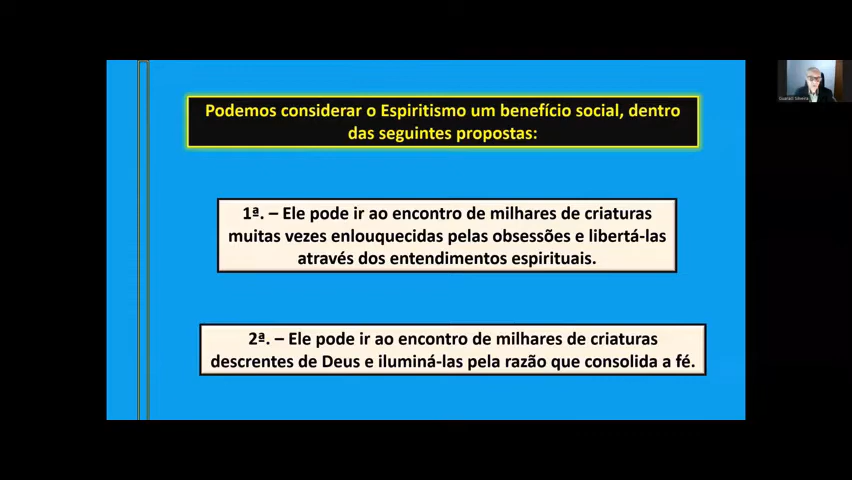 Podemos considerar o Espiritismo um benefício social, dentro
das seguintes propostas:
1ª. – Ele pode ir ao encontro de milhares de criaturas
muitas vezes enlouquecidas pelas obsessões e libertá-las
através dos entendimentos espirituais.
2ª. – Ele pode ir ao encontro de milhares de criaturas
descrentes de Deus e iluminá-las pela razão que consolida a fé.